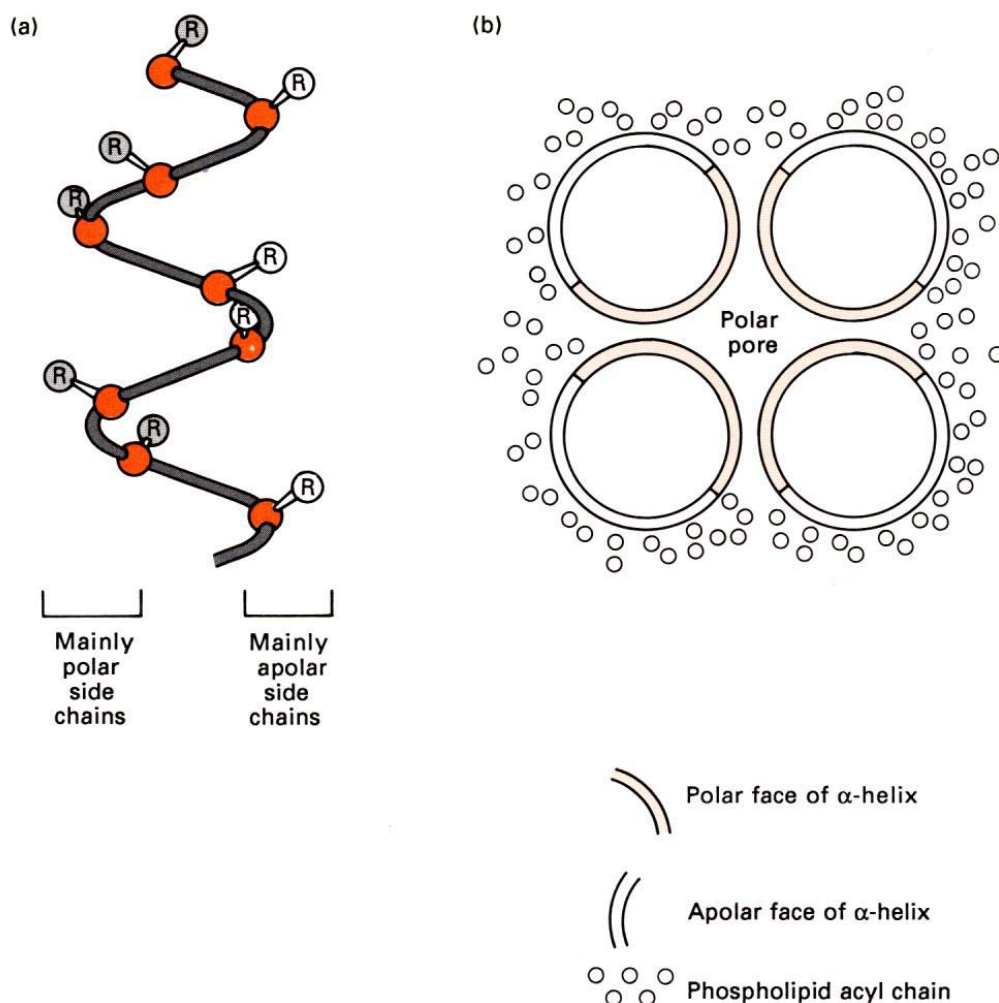 (a)
R
R
R
R
R
R
R
R
R
Mainly
polar
side
chains
Mainly
apolar
side
chains
(b)
Polar
pore
Polar face of α-helix
Apolar face of α-helix
Phospholipid acyl chain